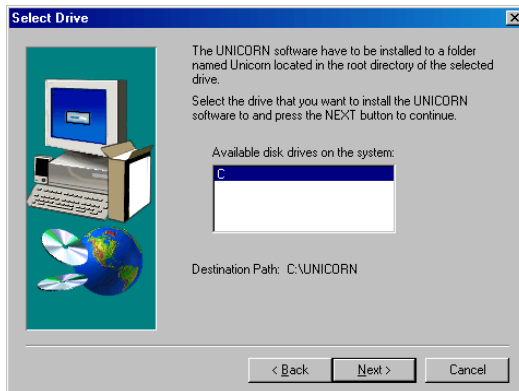 Select Drive
The UNICORN software have to be installed to a folder
named Unicorn located in the root directory of the selected
drive.
Select the drive that you want to install the UNICORN
software to and press the NEXT button to continue.
Available disk drives on the system:
C
Destination Path: C:\UNICORN
< Back
Next >
Cancel